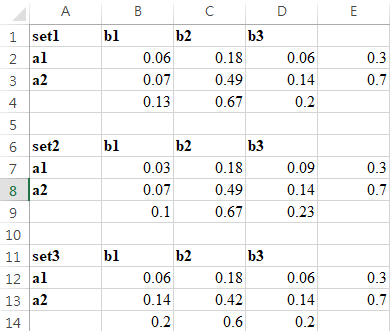 A B C D E
1 set1 b1 b2 b3
2 a1 0.06 0.18 0.06 0.3
3 a2 0.07 0.49 0.14 0.7
4 0.13 0.67 0.2
5
6 set2 b1 b2 b3
7 a1 0.03 0.18 0.09 0.3
8 a2 0.07 0.49 0.14 0.7
9 0.1 0.67 0.23
10
11 set3 b1 b2 b3
12 a1 0.06 0.18 0.06 0.3
13 a2 0.14 0.42 0.14 0.7
14 0.2 0.6 0.2